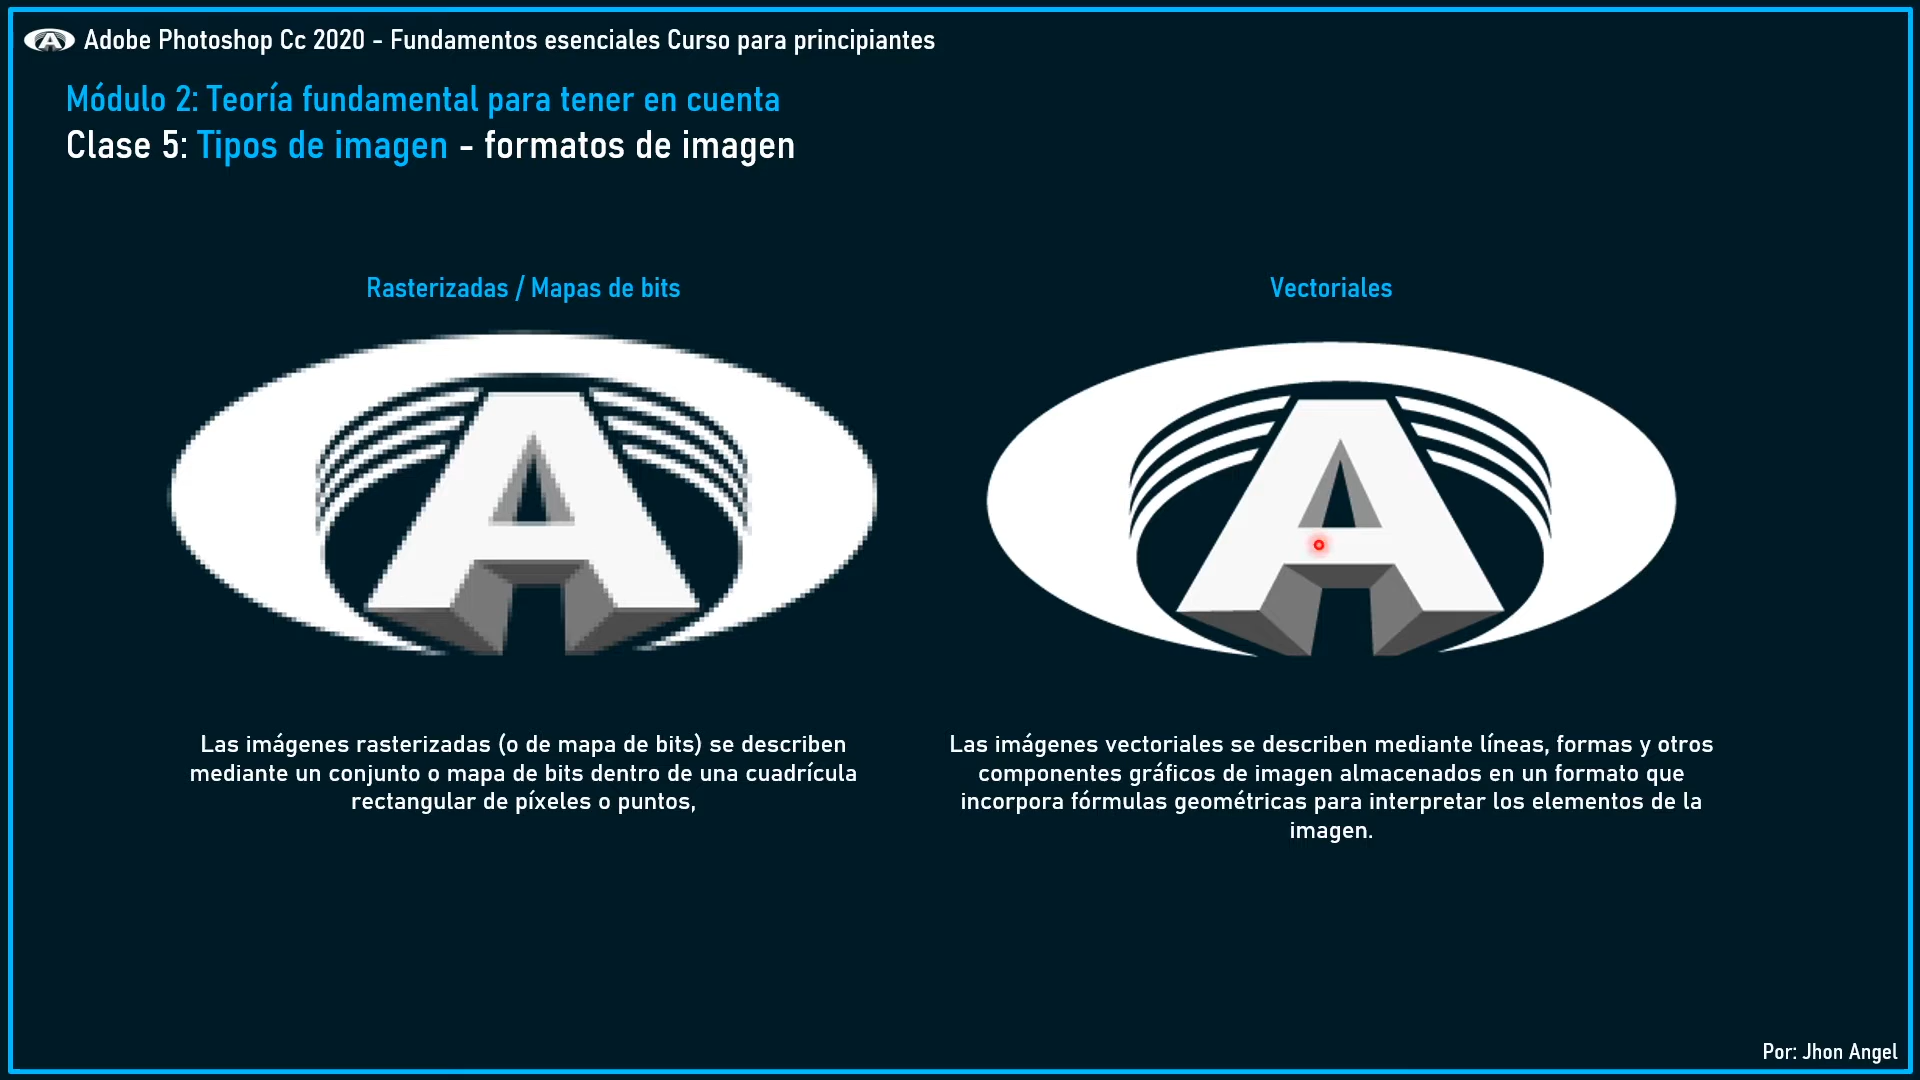 Adobe Photoshop Cc 2020 - Fundamentos esenciales Curso para principiantes
Módulo 2: Teoría fundamental para tener en cuenta
Clase 5: Tipos de imagen - formatos de imagen
Rasterizadas / Mapas de bits
Las imágenes rasterizadas (o de mapa de bits) se describen
mediante un conjunto o mapa de bits dentro de una cuadrícula
rectangular de píxeles o puntos,
Vectoriales
Las imágenes vectoriales se describen mediante líneas, formas y otros
componentes gráficos de imagen almacenados en un formato que
incorpora fórmulas geométricas para interpretar los elementos de la
imagen.
Por: Jhon Angel